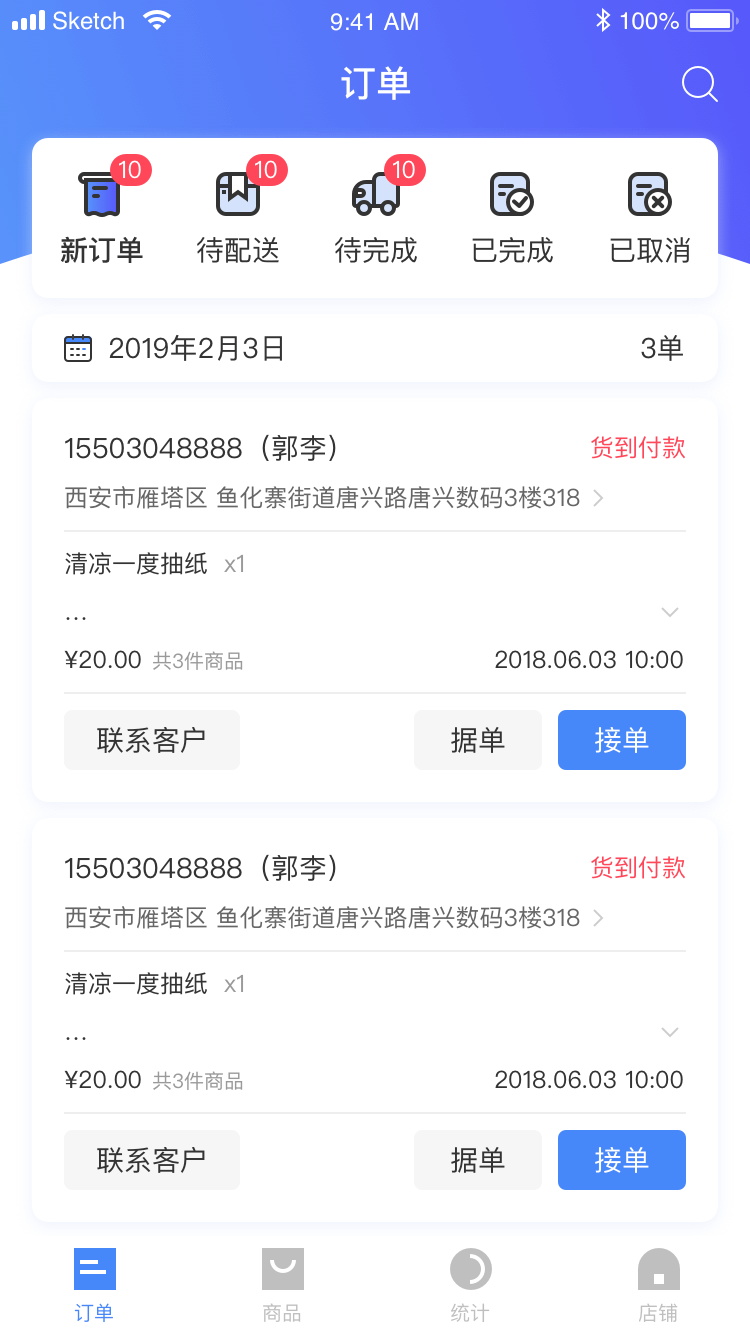 Sketch 9:41 AM 100%
订单
10 10 10
新订单 待配送 待完成 已完成 已取消
2019年2月3日 3单
15503048888（郭李） 货到付款
西安市雁塔区 鱼化寨街道唐兴路唐兴数码3楼318
清凉一度抽纸 x1
...
¥20.00 共3件商品 2018.06.03 10:00
联系客户 据单 接单
15503048888（郭李） 货到付款
西安市雁塔区 鱼化寨街道唐兴路唐兴数码3楼318
清凉一度抽纸 x1
...
¥20.00 共3件商品 2018.06.03 10:00
联系客户 据单 接单
订单 商品 统计 店铺